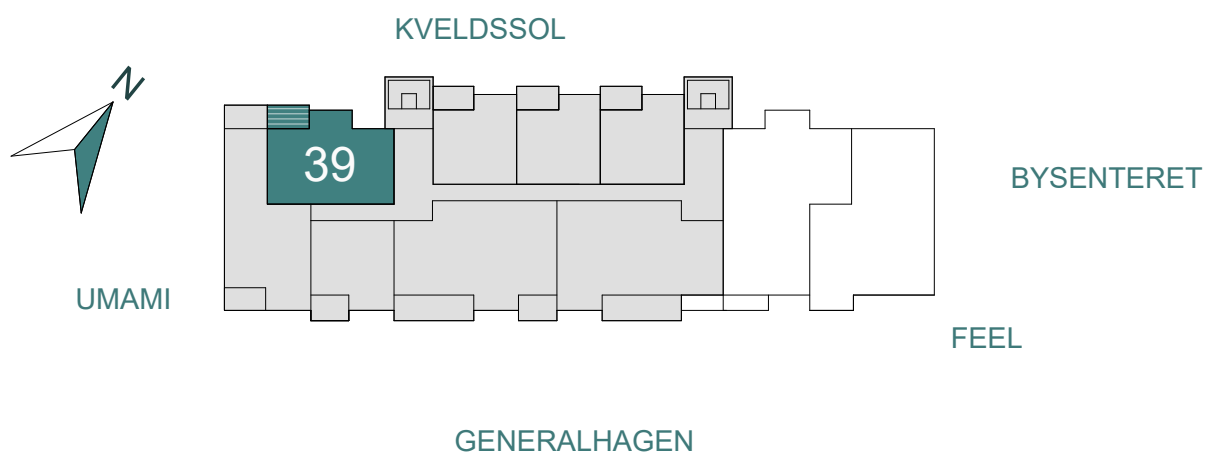 KVELDSSOL
N
39
BYSENTERET
UMAMI
FEEL
GENERALHAGEN